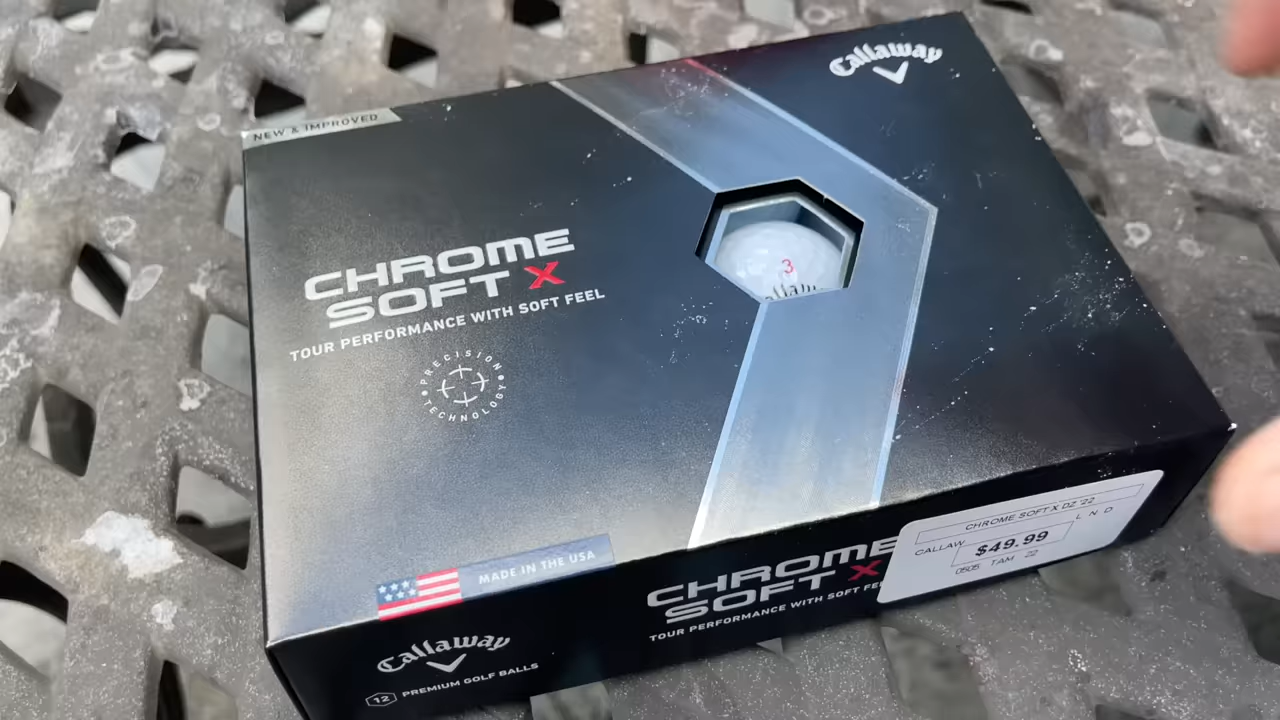 Callaway
NEW & IMPROVED
CHROME
SOFT X
TOUR PERFORMANCE WITH SOFT FEEL
PRECISION
TECHNOLOGY
3
MADE IN THE USA
Callaway
12 PREMIUM GOLF BALLS
CHROME
SOFT X
TOUR PERFORMANCE WITH SOFT
CHROME SOFT X DZ '22
CALLAW L N D
$49.99
0505 TAM 22